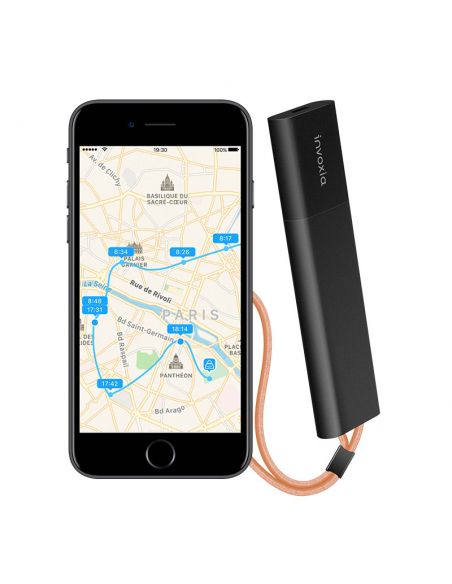 19:30
100%
Av. de Clichy
BASILIQUE DU
SACRÉ-CŒUR
8:17
8:34
8:26
PALAIS
GARNIER
La Seine
Rue de Rivoli
8:48
17:31
PARIS
Bd Saint-Germain
18:14
Bd Raspail
PANTHÉON
17:42
Bd Arago
invoxia